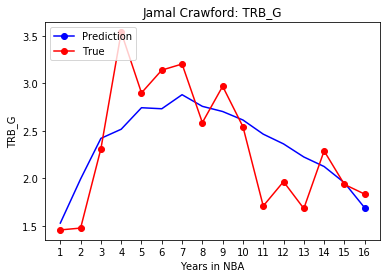 Jamal Crawford: TRB_G
Prediction
True
3.5
3.0
2.5
2.0
1.5
TRB_G
1 2 3 4 5 6 7 8 9 10 11 12 13 14 15 16
Years in NBA